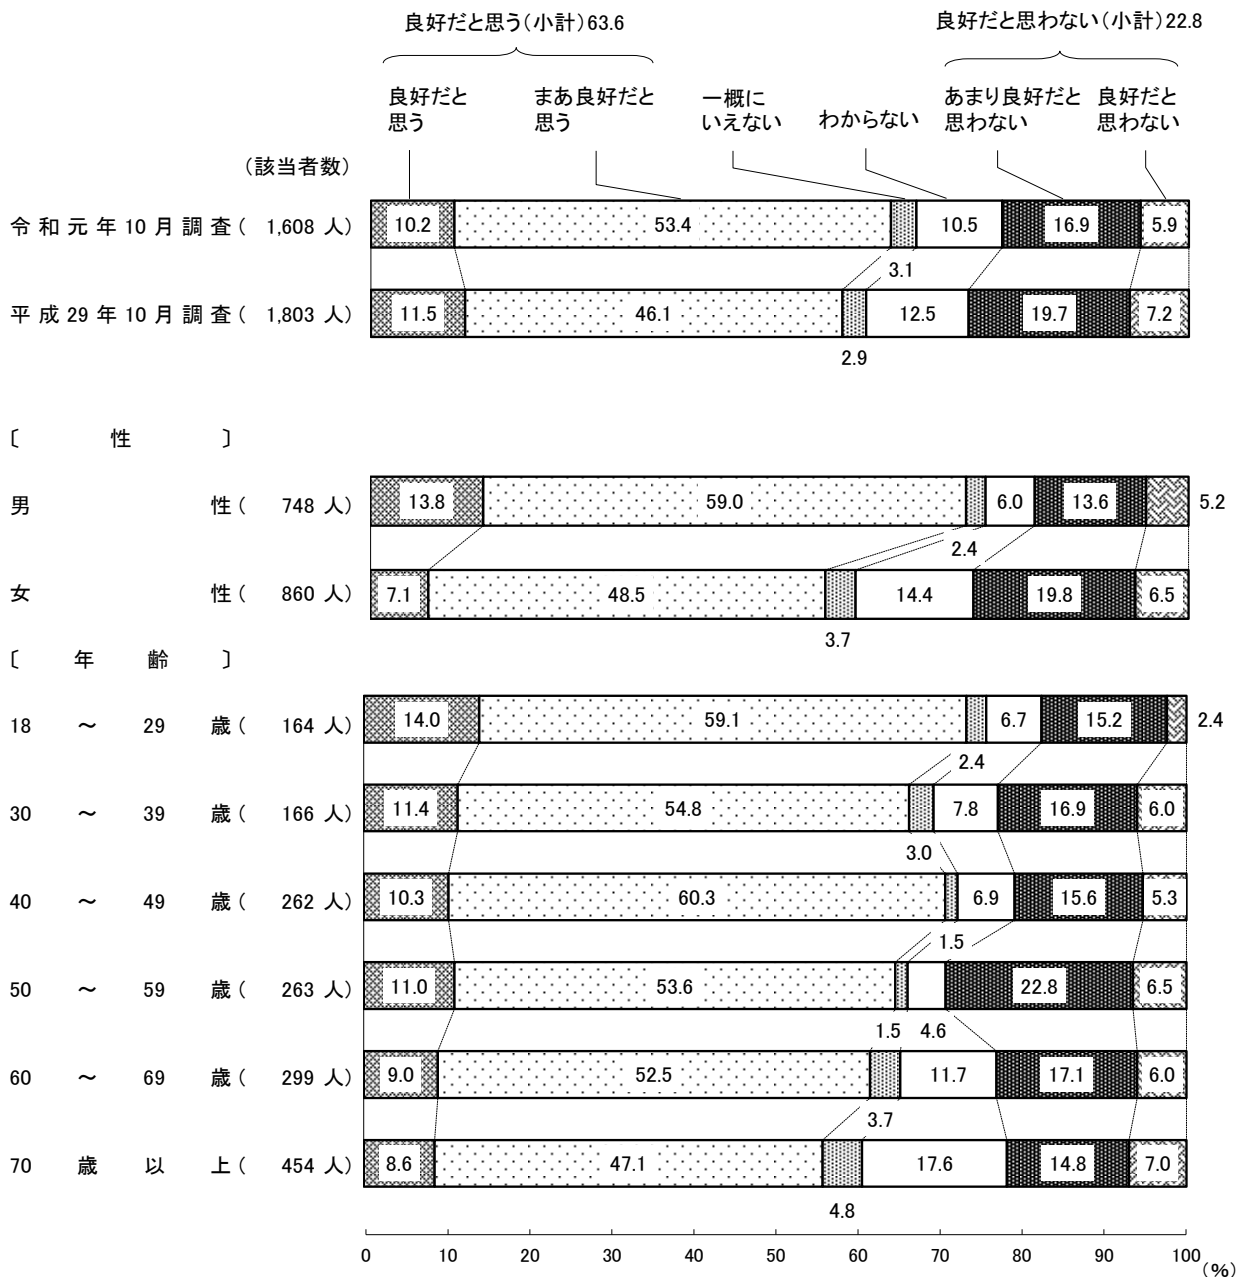 良好だと思う(小計)63.6
良好だと思わない(小計)22.8
良好だと
思う
まあ良好だと
思う
一概に
いえない
わからない
あまり良好だと
思わない
良好だと
思わない
(該当者数)
令和元年10月調査( 1,608 人) 10.2 53.4 10.5 16.9 5.9
3.1
平成29年10月調査( 1,803 人) 11.5 46.1 12.5 19.7 7.2
2.9
〔 性 〕
男 性( 748 人) 13.8 59.0 6.0 13.6 5.2
2.4
女 性( 860 人) 7.1 48.5 14.4 19.8 6.5
3.7
〔 年 齢 〕
18 ～ 29 歳( 164 人) 14.0 59.1 6.7 15.2 2.4
2.4
30 ～ 39 歳( 166 人) 11.4 54.8 7.8 16.9 6.0
3.0
40 ～ 49 歳( 262 人) 10.3 60.3 6.9 15.6 5.3
1.5
50 ～ 59 歳( 263 人) 11.0 53.6 22.8 6.5
1.5 4.6
60 ～ 69 歳( 299 人) 9.0 52.5 11.7 17.1 6.0
3.7
70 歳 以 上( 454 人) 8.6 47.1 17.6 14.8 7.0
4.8
0 10 20 30 40 50 60 70 80 90 100
(%)